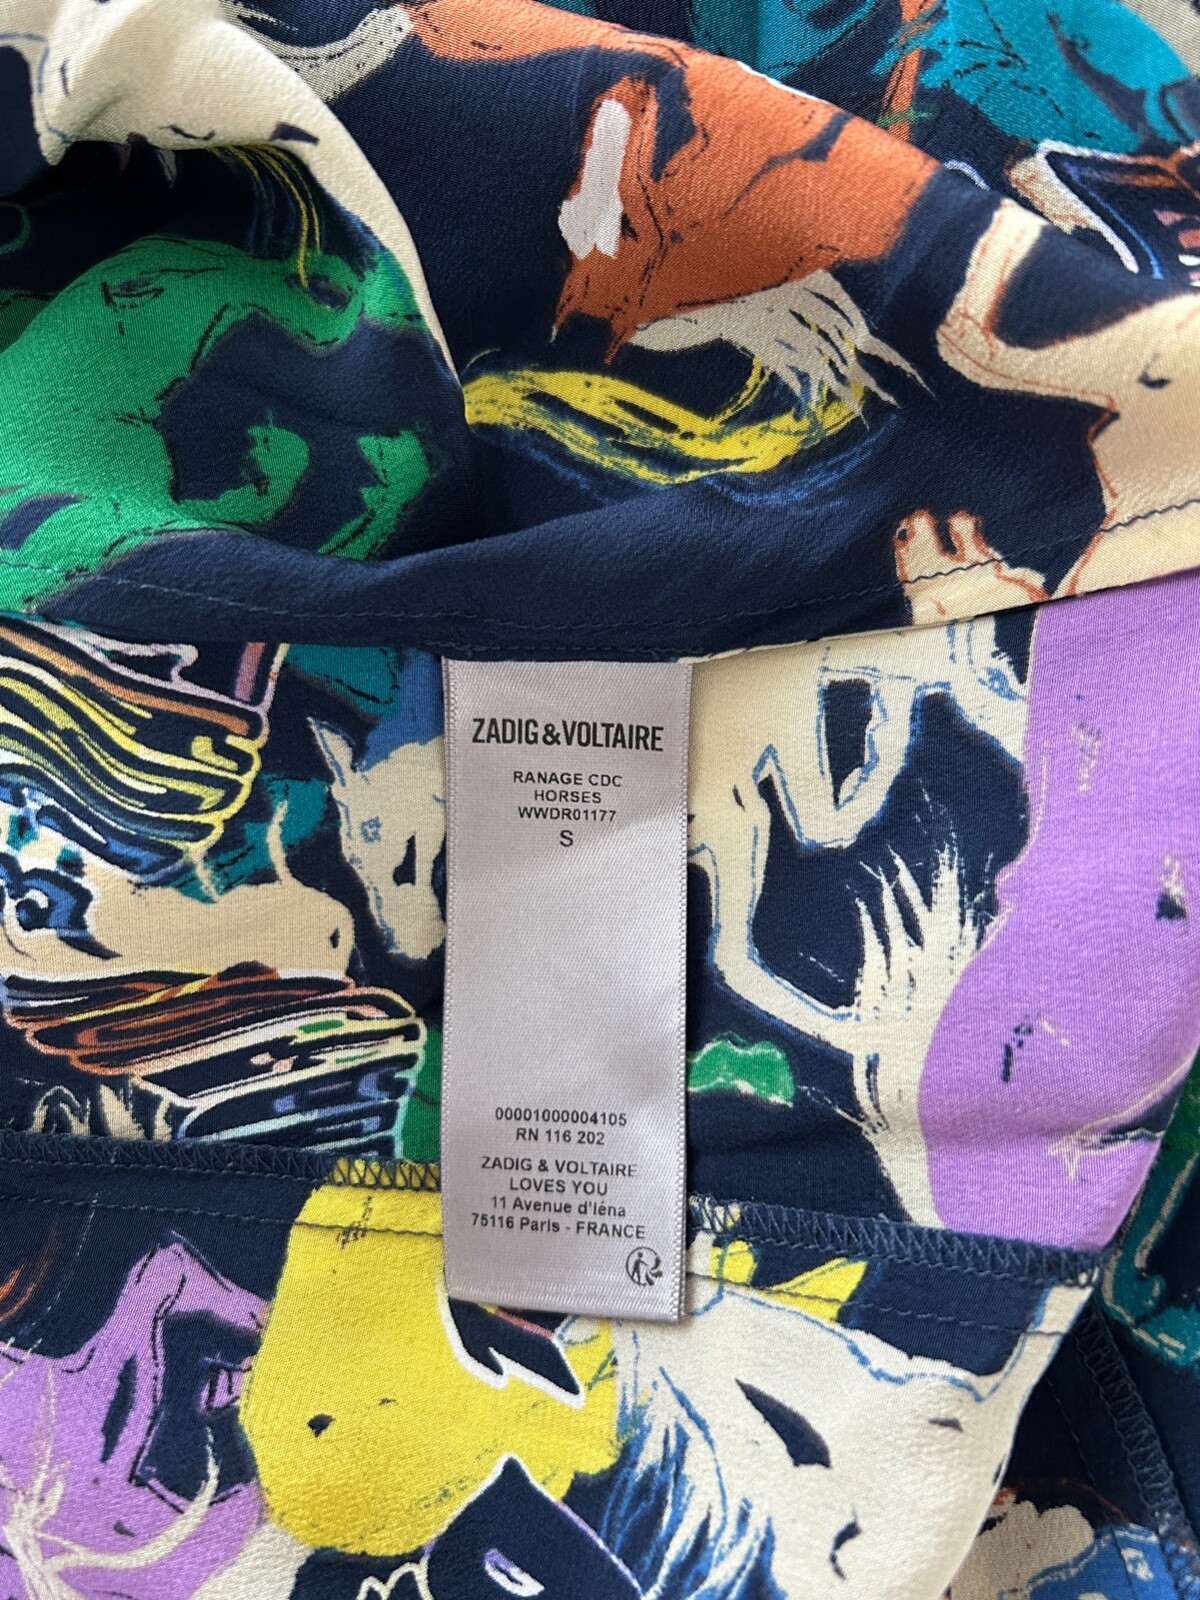 ZADIG&VOLTAIRE
RANAGE CDC
HORSES
WWDR01177
S
00001000004105
RN 116 202
ZADIG & VOLTAIRE
LOVES YOU
11 Avenue d'Iéna
75116 Paris - FRANCE